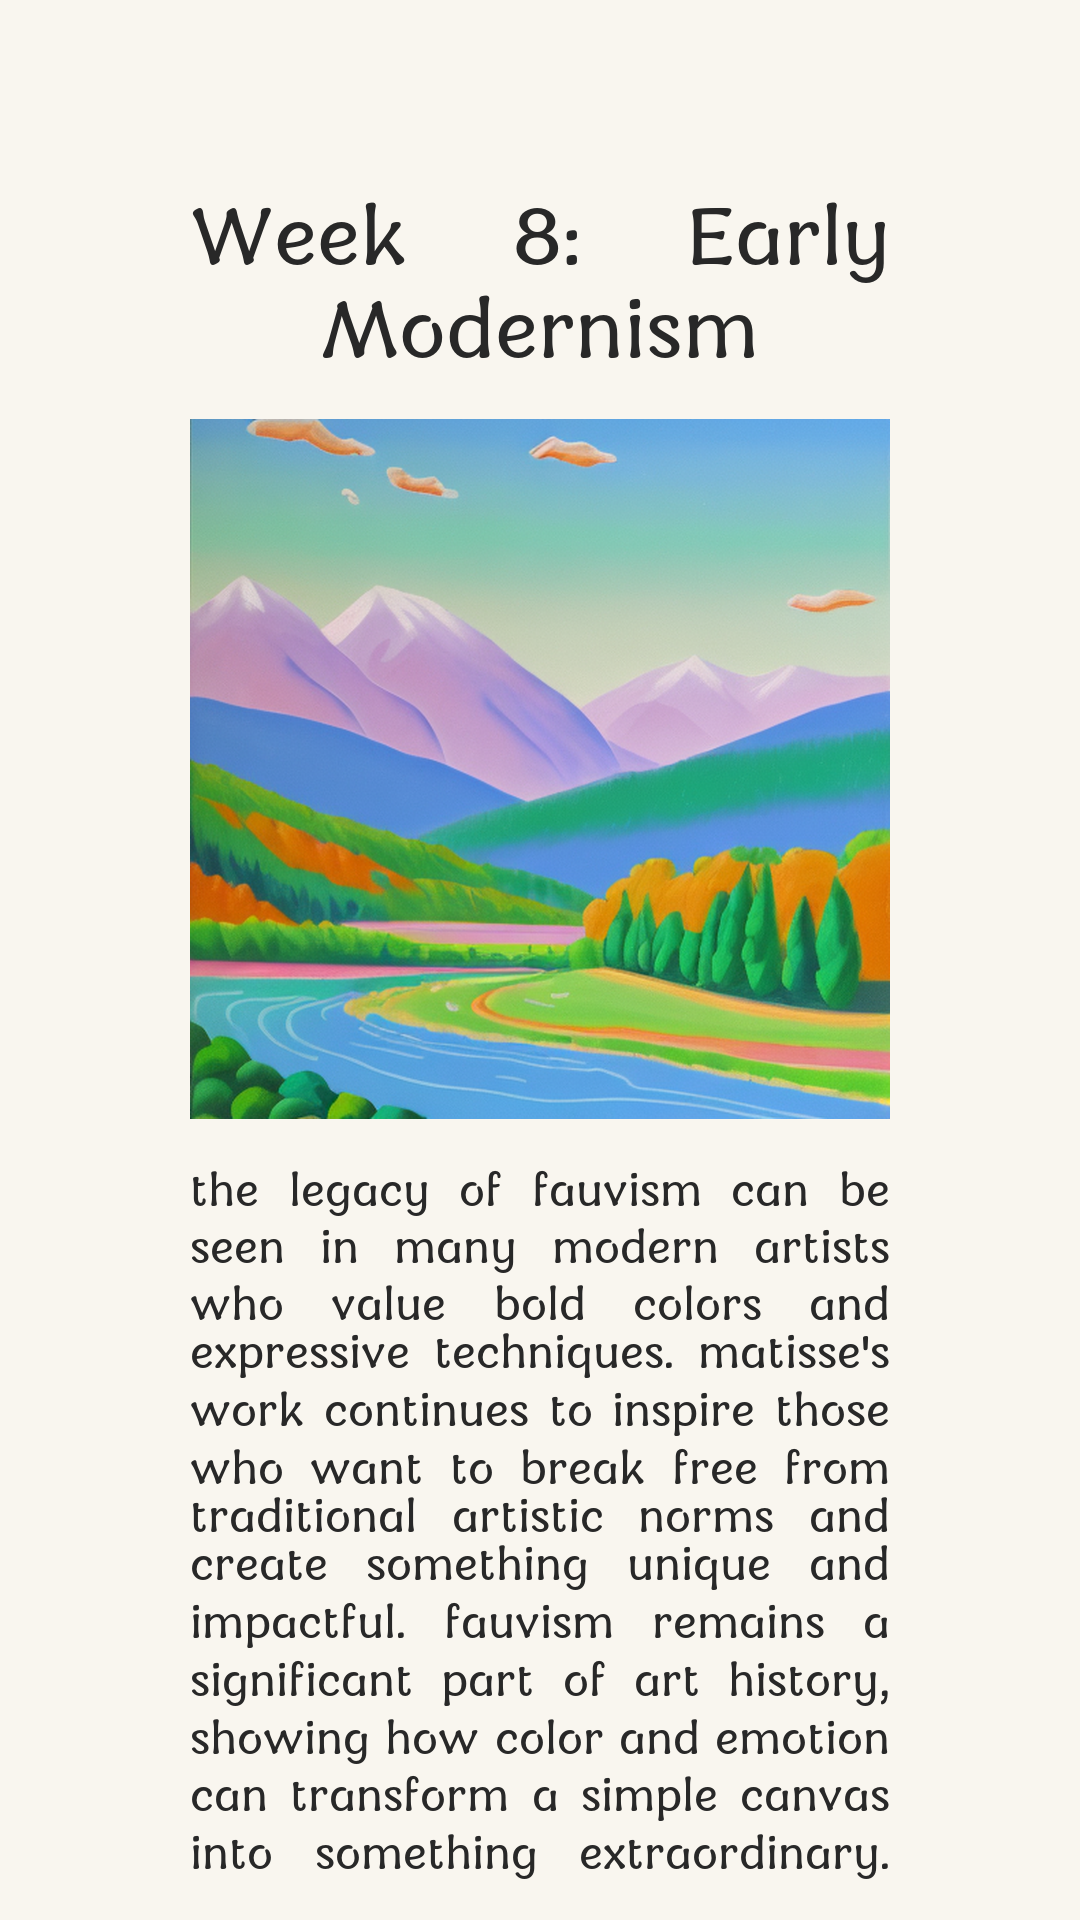 Week 8: Early
Modernism
the legacy of fauvism can be
seen in many modern artists
who value bold colors and
expressive techniques. matisse's
work continues to inspire those
who want to break free from
traditional artistic norms and
create something unique and
impactful. fauvism remains a
significant part of art history,
showing how color and emotion
can transform a simple canvas
into something extraordinary.